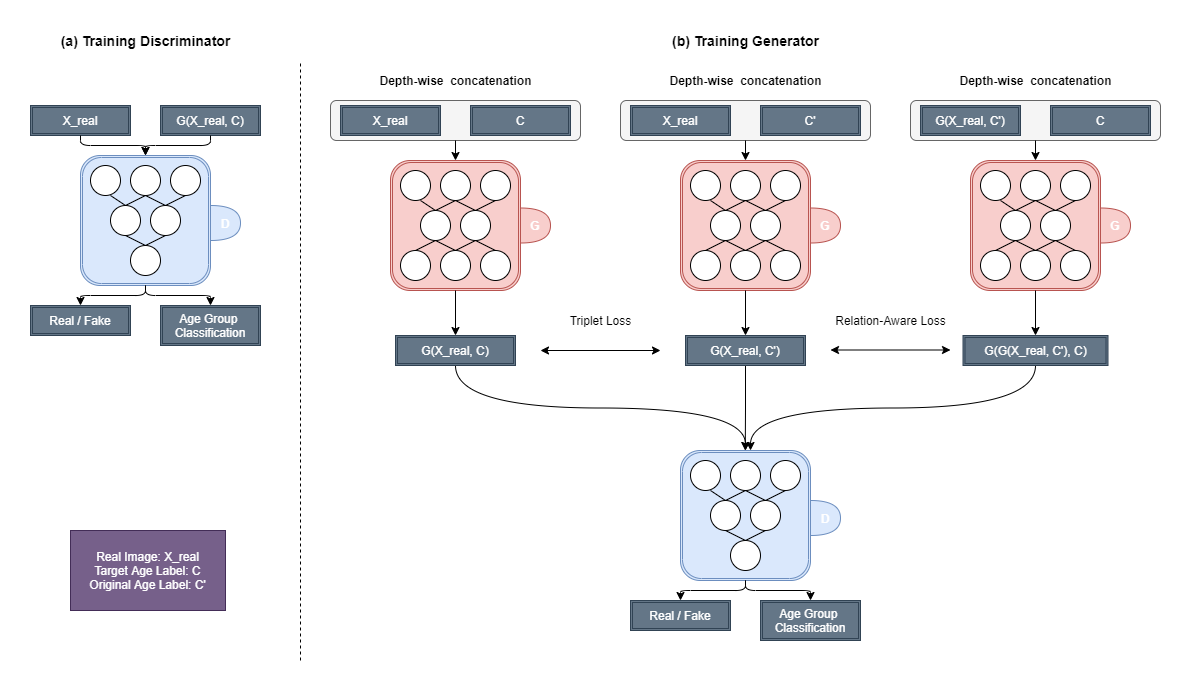 (a) Training Discriminator
X_real
G(X_real, C)
D
Real / Fake
Age Group
Classification
Real Image: X_real
Target Age Label: C
Original Age Label: C'
(b) Training Generator
Depth-wise concatenation
Depth-wise concatenation
Depth-wise concatenation
X_real
C
X_real
C'
G(X_real, C')
C
G
G
G
Triplet Loss
Relation-Aware Loss
G(X_real, C)
G(X_real, C')
G(G(X_real, C'), C)
D
Real / Fake
Age Group
Classification